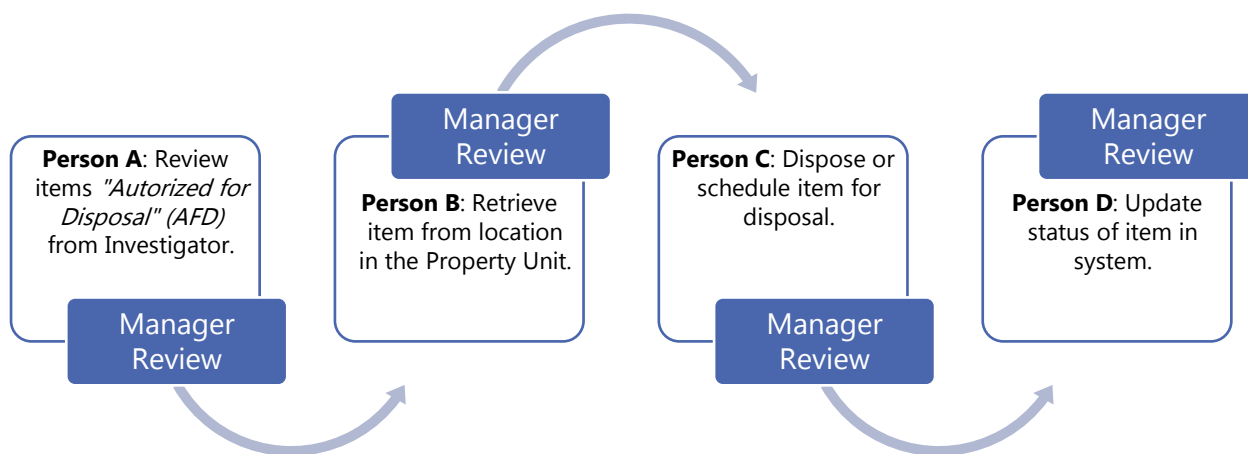 Person A: Review
items "Autorized for
Disposal" (AFD)
from Investigator.
Manager
Review
Manager
Review
Person B: Retrieve
item from location
in the Property Unit.
Person C: Dispose or
schedule item for
disposal.
Manager
Review
Manager
Review
Person D: Update
status of item in
system.